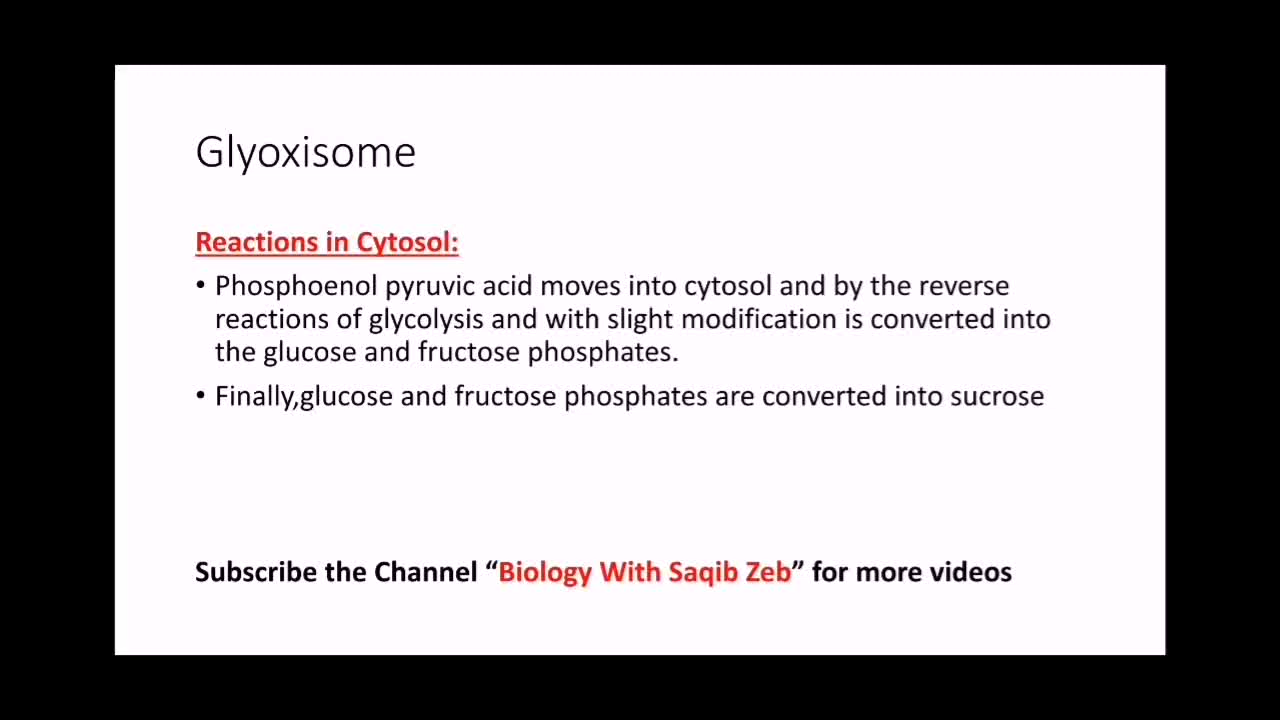 Glyoxisome
Reactions in Cytosol:
• Phosphoenol pyruvic acid moves into cytosol and by the reverse
reactions of glycolysis and with slight modification is converted into
the glucose and fructose phosphates.
• Finally,glucose and fructose phosphates are converted into sucrose
Subscribe the Channel “Biology With Saqib Zeb” for more videos